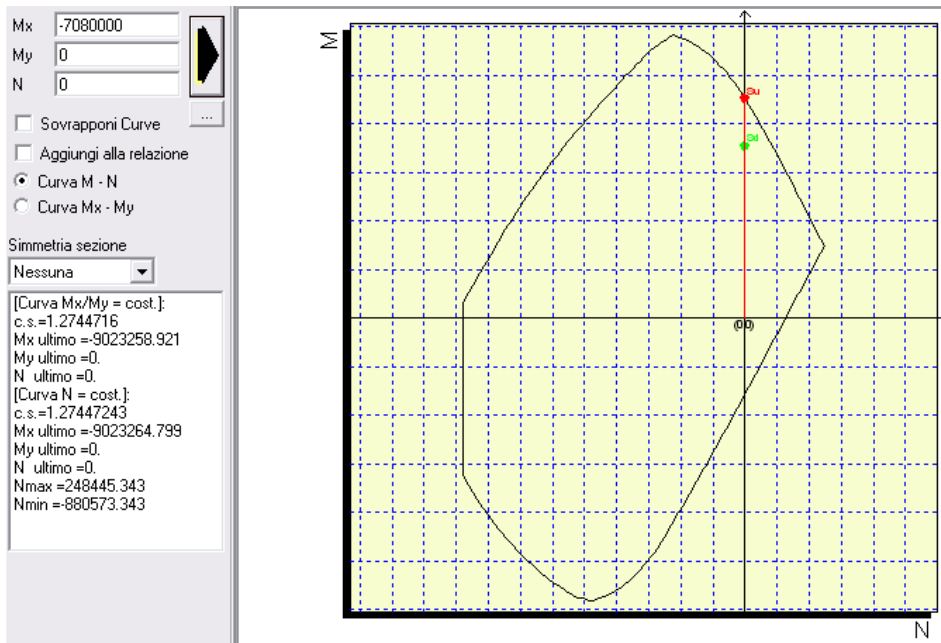 Mx -7080000
My 0
N 0
...
Sovrapponi Curve
Aggiungi alla relazione
Curva M - N
Curva Mx - My
Simmetria sezione
Nessuna
[Curva Mx/My = cost.]:
c.s.=1.2744716
Mx ultimo =-9023258.921
My ultimo =0.
N ultimo =0.
[Curva N = cost.]:
c.s.=1.27447243
Mx ultimo =-9023264.799
My ultimo =0.
N ultimo =0.
Nmax =248445.343
Nmin =-880573.343
M
(0,0)
N